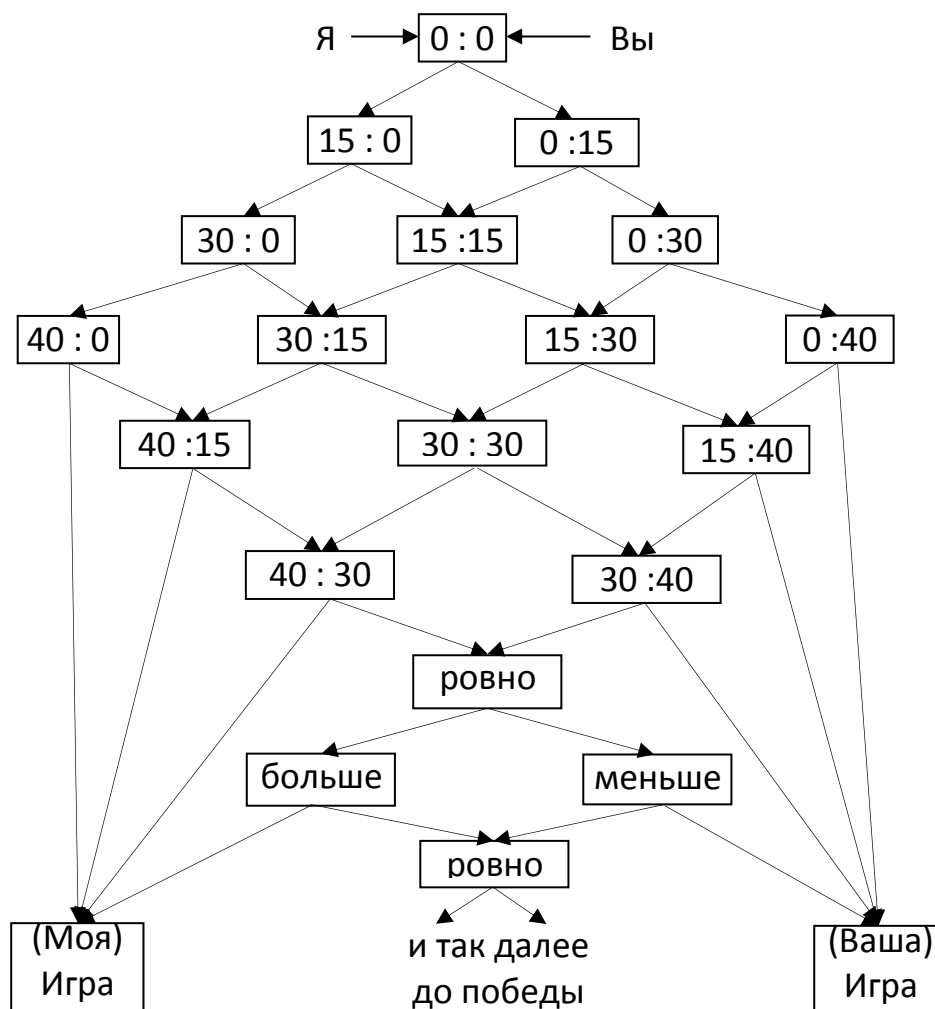 Я 0 : 0 Вы
15 : 0 0 :15
30 : 0 15 :15 0 :30
40 : 0 30 :15 15 :30 0 :40
40 :15 30 : 30 15 :40
40 : 30 30 :40
ровно
больше меньше
ровно
(Моя) и так далее (Ваша)
Игра до победы Игра